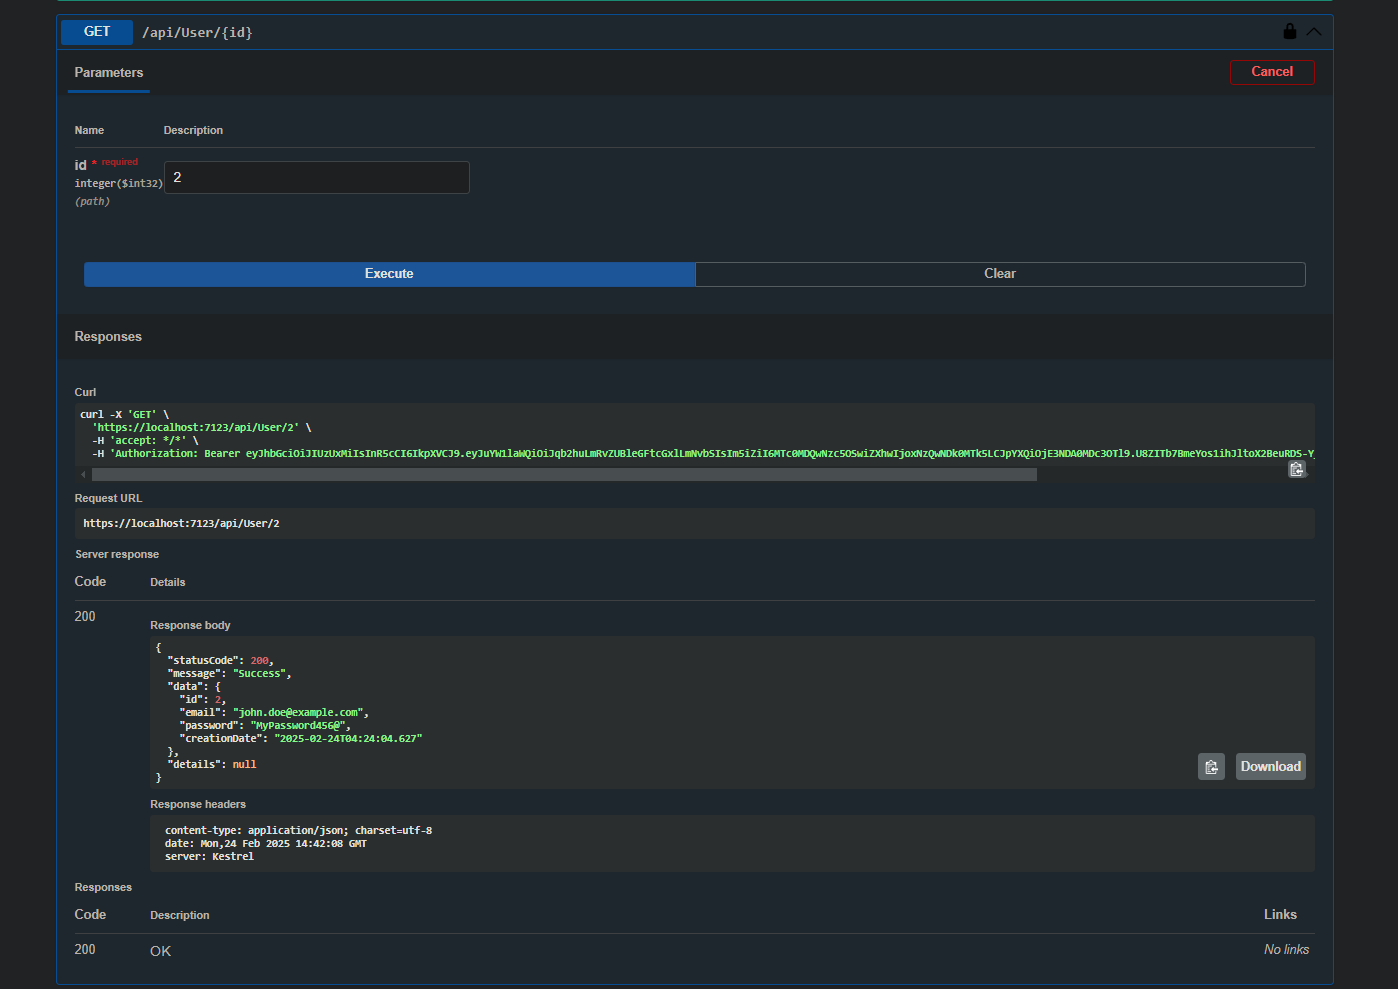 GET /api/User/{id}
Parameters
Cancel
Name Description
id * required
integer($int32)
(path)
2
Execute Clear
Responses
Curl
curl -X 'GET' \
'https://localhost:7123/api/User/2' \
-H 'accept: */*' \
-H 'Authorization: Bearer
Request URL
https://localhost:7123/api/User/2
Server response
Code Details
200
Response body
{
"statusCode": 200,
"message": "Success",
"data": {
"id": 2,
"email": "john.doe@example.com",
"password": "MyPassword456@",
"creationDate": "2025-02-24T04:24:04.627"
},
"details": null
}
Download
Response headers
content-type: application/json; charset=utf-8
date: Mon,24 Feb 2025 14:42:08 GMT
server: Kestrel
Responses
Code Description Links
200 OK No links